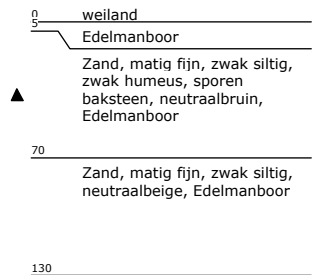 0 weiland
5
Edelmanboor
Zand, matig fijn, zwak siltig,
zwak humeus, sporen
baksteen, neutraalbruin,
Edelmanboor
70
Zand, matig fijn, zwak siltig,
neutraalbeige, Edelmanboor
130